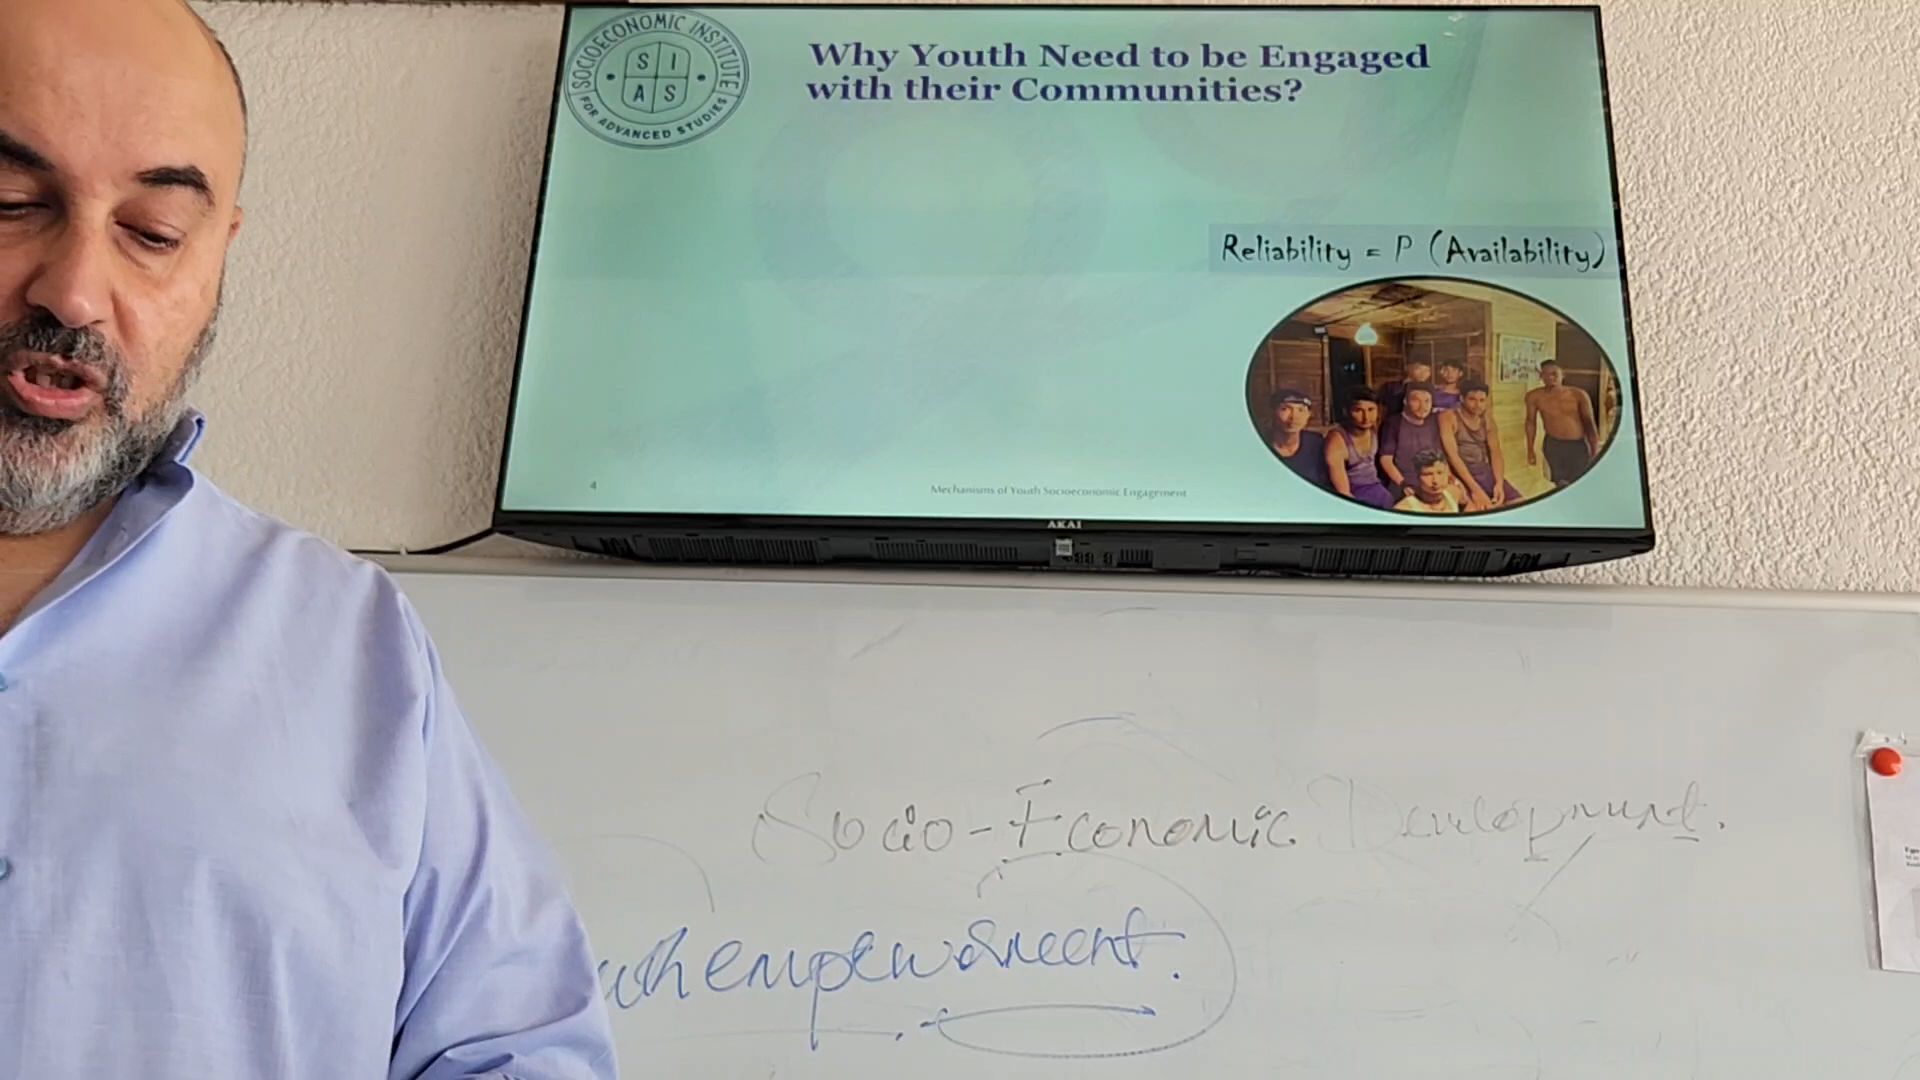 SOCIOECONOMIC INSTITUTE
FOR ADVANCED STUDIES
S I
A S
Why Youth Need to be Engaged
with their Communities?
Reliability = P (Availability)
4
Mechanisms of Youth Socioeconomic Engagement
AKAI
Socio-Economic Development.